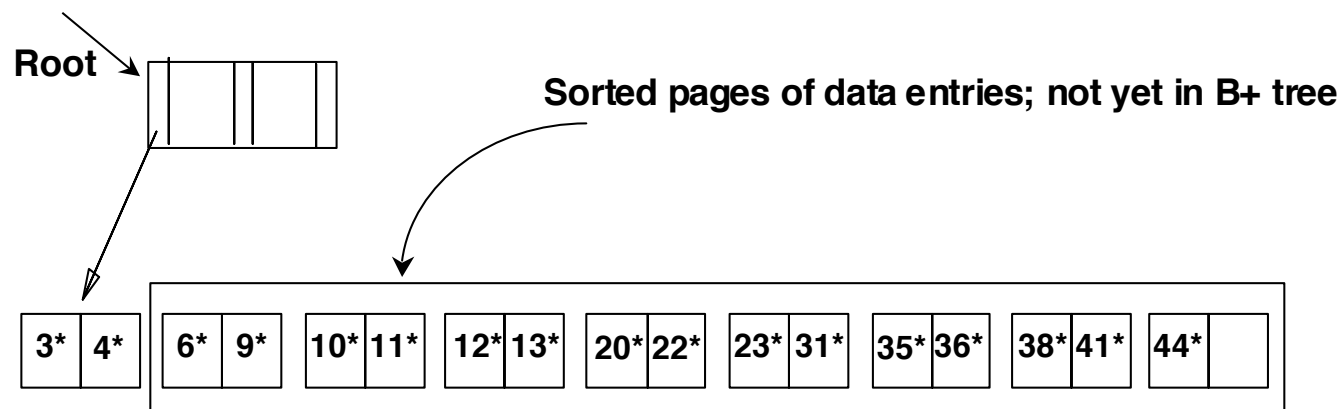 Root
Sorted pages of data entries; not yet in B+ tree
3* 4* 6* 9* 10* 11* 12* 13* 20* 22* 23* 31* 35* 36* 38* 41* 44*